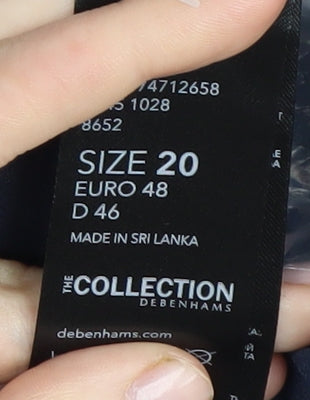 74712658
1028
8652
SIZE 20
EURO 48
D 46
MADE IN SRI LANKA
THE COLLECTION
DEBENHAMS
debenhams.com